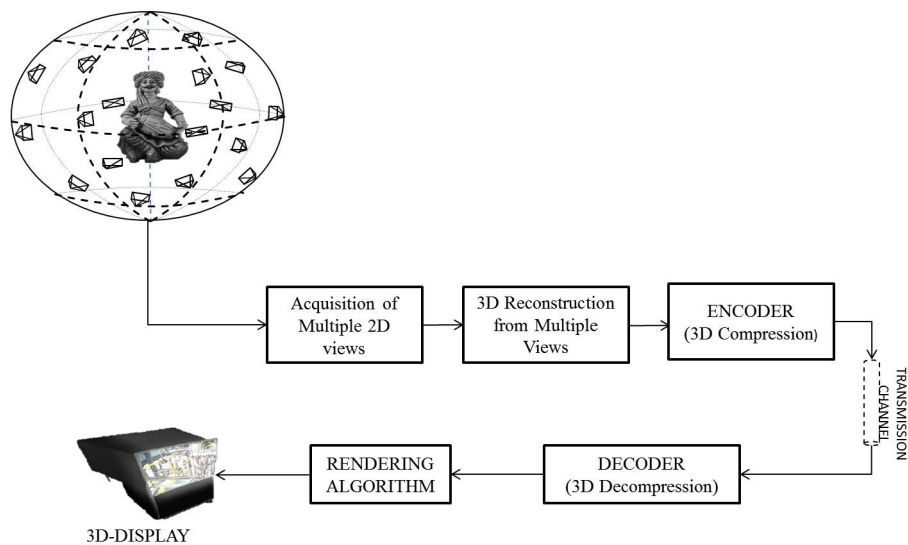 Acquisition of
Multiple 2D
views
3D Reconstruction
from Multiple
Views
ENCODER
(3D Compression)
TRANSMISSION
CHANNEL
DECODER
(3D Decompression)
RENDERING
ALGORITHM
3D-DISPLAY